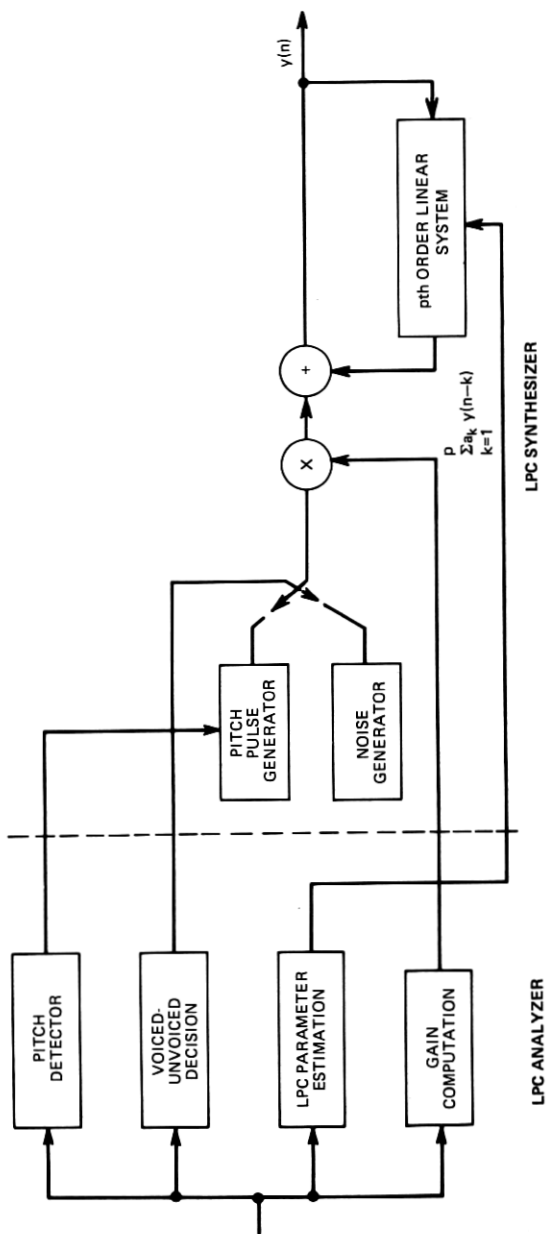 PITCH
DETECTOR
VOICED-
UNVOICED
DECISION
LPC PARAMETER
ESTIMATION
GAIN
COMPUTATION
LPC ANALYZER
PITCH
PULSE
GENERATOR
NOISE
GENERATOR
X
+
y(n)
pth ORDER LINEAR
SYSTEM
p
Σaₖ y(n–k)
k=1
LPC SYNTHESIZER